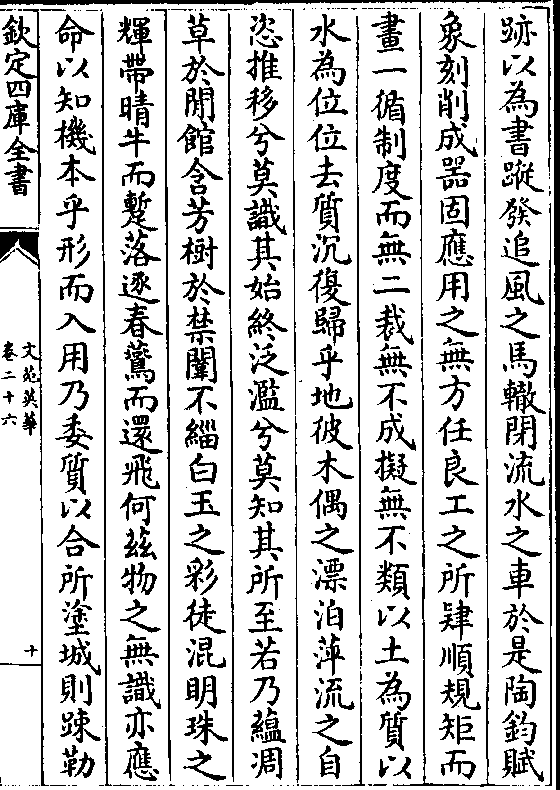 跡以為書蹤發追風之馬轍閉流水之車於是陶鈞賦
象刻削成器固應用之無方任良工之所肄順規矩而
畫一循制度而無二裁無不成擬無不類以土為質以
水為位位去質沉復歸乎地彼木偶之漂泊萍流之自
恣推移兮莫識其始終泛濫兮莫知其所至若乃蘊凋
草於閒館含芳樹於禁闈不緇白玉之彩徒混明珠之
輝帶晴牛而蹔落逐春鶯而還飛何兹物之無識亦應
命以知機本乎形而入用乃委質以合所塗城則踈勒
欽定四庫全書
文苑英華
卷二十六
十